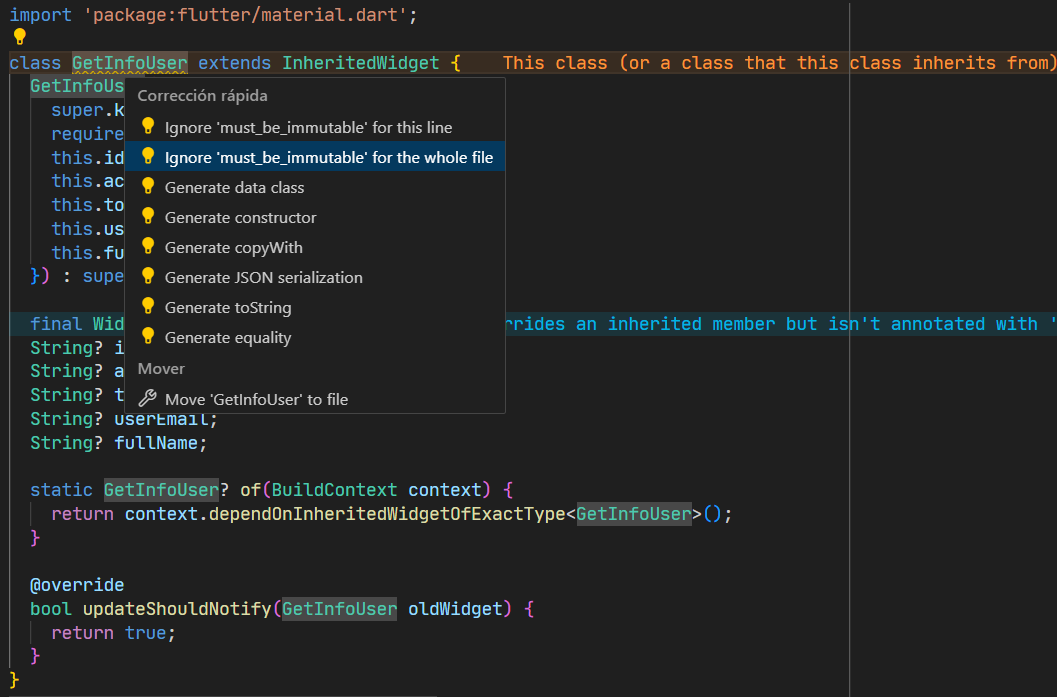 import 'package:flutter/material.dart';
class GetInfoUser extends InheritedWidget { This class (or a class that this class inherits from)
GetInfoUs
Corrección rápida
super.k
Ignore 'must_be_immutable' for this line
require
this.id
Ignore 'must_be_immutable' for the whole file
this.ac
Generate data class
this.to
Generate constructor
this.us
Generate copyWith
this.fu
}) : supe
Generate JSON serialization
Generate toString
final Wid
rrides an inherited member but isn't annotated with '
Generate equality
String? i
String? a
Mover
String? t
Move 'GetInfoUser' to file
String? userEmail;
String? fullName;
static GetInfoUser? of(BuildContext context) {
return context.dependOnInheritedWidgetOfExactType<GetInfoUser>();
}
@override
bool updateShouldNotify(GetInfoUser oldWidget) {
return true;
}
}